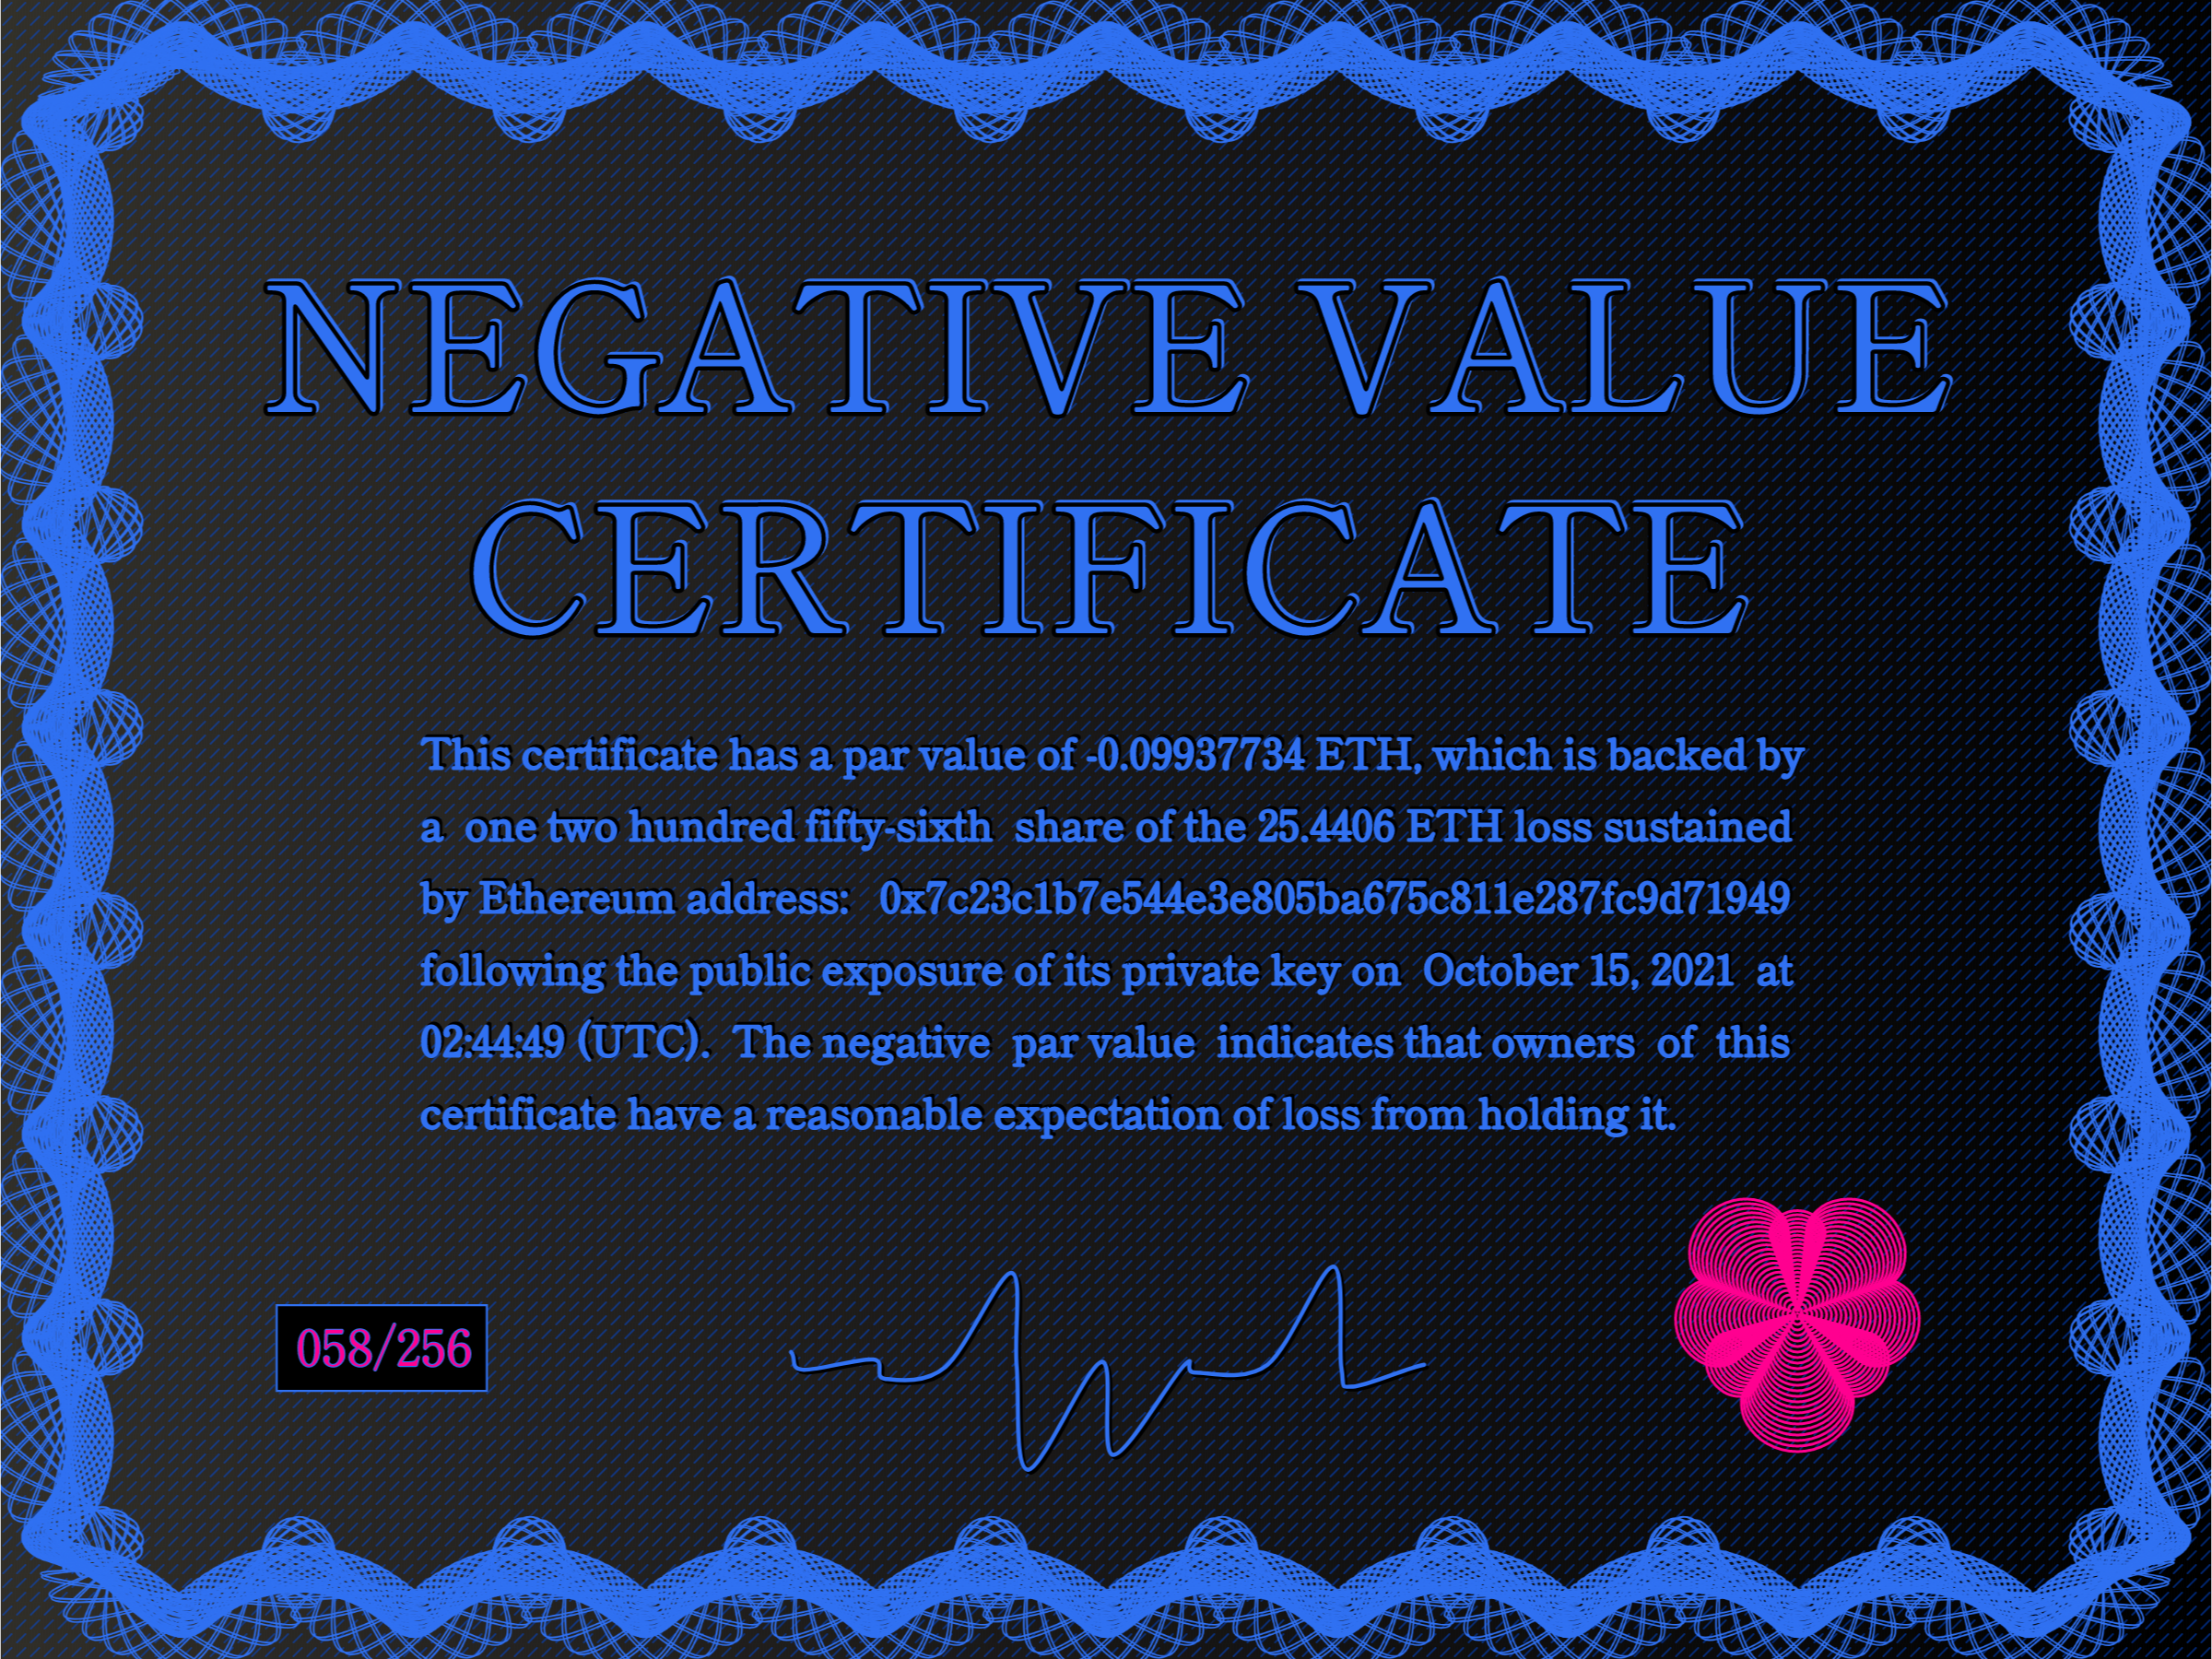 NEGATIVE VALUE
CERTIFICATE
This certificate has a par value of -0.09937734 ETH, which is backed by
a one two hundred fifty-sixth share of the 25.4406 ETH loss sustained
by Ethereum address: 0x7c23c1b7e544e3e805ba675c811e287fc9d71949
following the public exposure of its private key on October 15, 2021 at
02:44:49 (UTC). The negative par value indicates that owners of this
certificate have a reasonable expectation of loss from holding it.
058/256